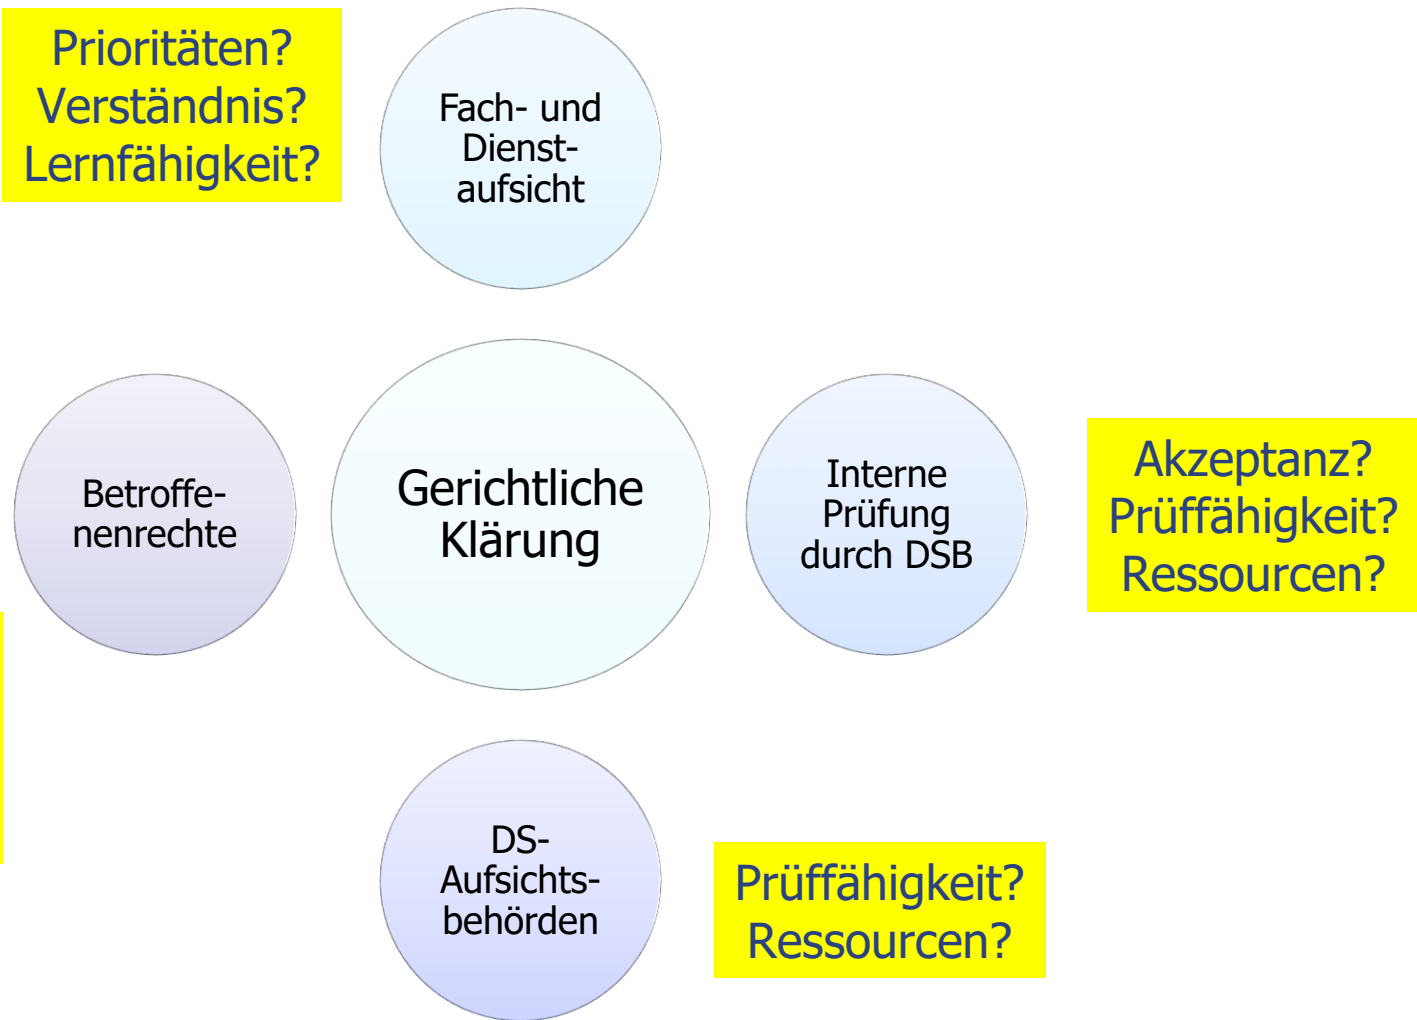 Prioritäten?
Verständnis?
Lernfähigkeit?
Fach- und
Dienst-
aufsicht
Betroffe-
nenrechte
Gerichtliche
Klärung
Interne
Prüfung
durch DSB
Akzeptanz?
Prüffähigkeit?
Ressourcen?
DS-
Aufsichts-
behörden
Prüffähigkeit?
Ressourcen?